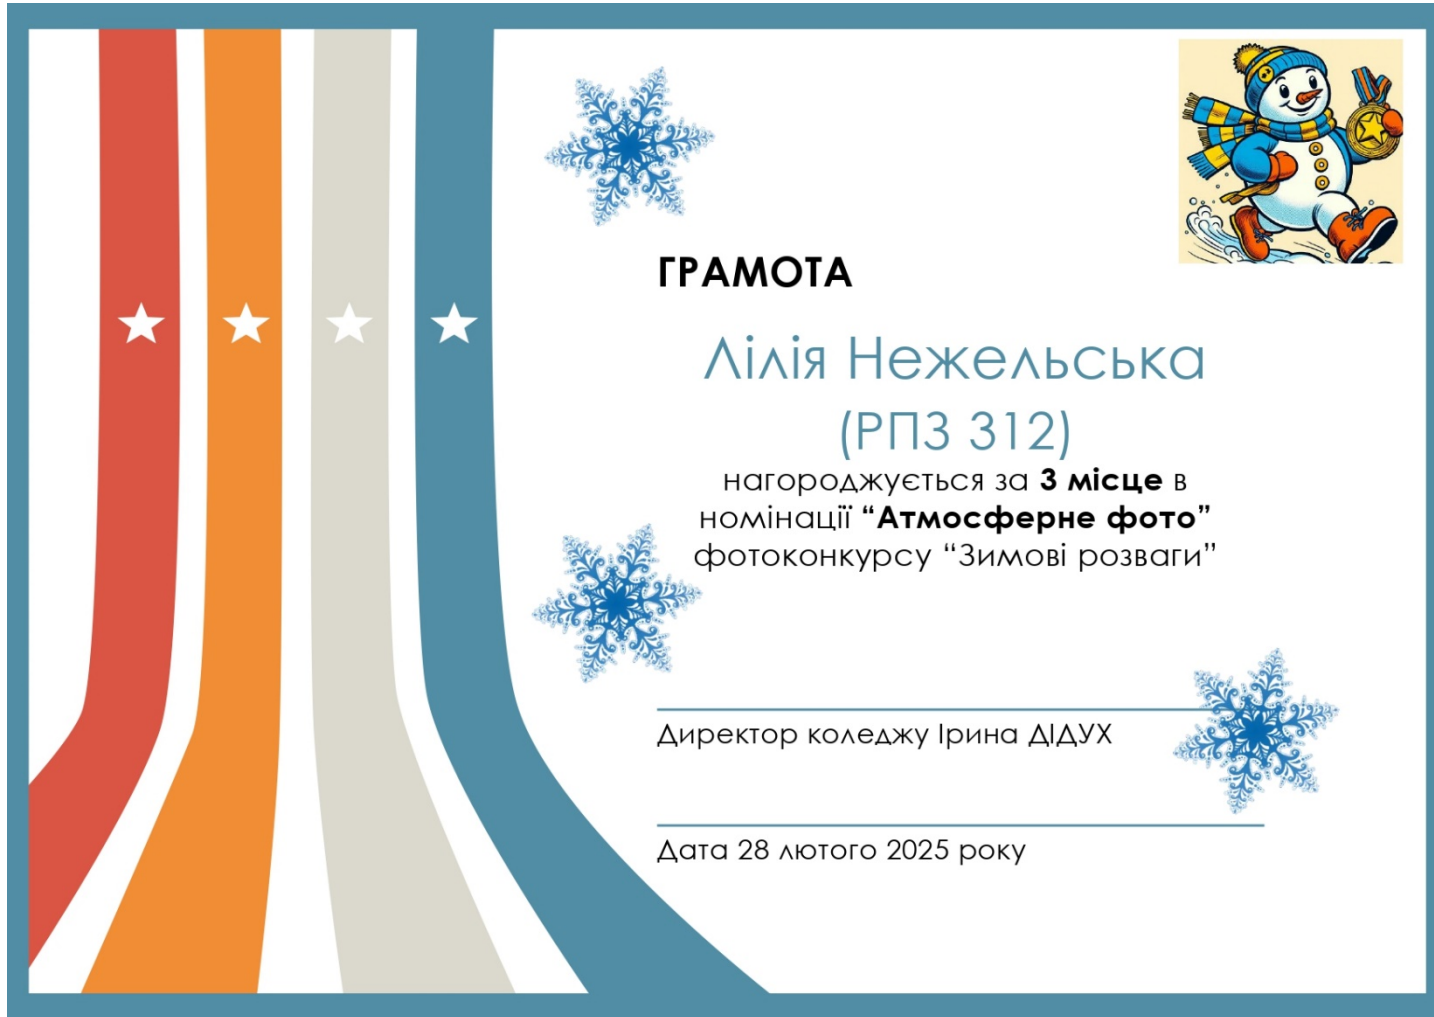 ГРАМОТА
Лілія Нежельська
(РПЗ 312)
нагороджується за 3 місце в
номінації “Атмосферне фото”
фотоконкурсу “Зимові розваги”
Директор коледжу Ірина ДІДУХ
Дата 28 лютого 2025 року